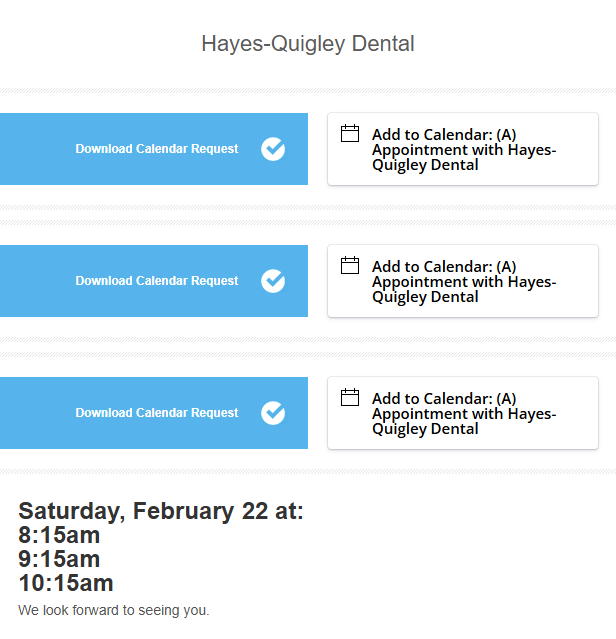 Hayes-Quigley Dental
Download Calendar Request
Add to Calendar: (A)
Appointment with Hayes-
Quigley Dental
Download Calendar Request
Add to Calendar: (A)
Appointment with Hayes-
Quigley Dental
Download Calendar Request
Add to Calendar: (A)
Appointment with Hayes-
Quigley Dental
Saturday, February 22 at:
8:15am
9:15am
10:15am
We look forward to seeing you.